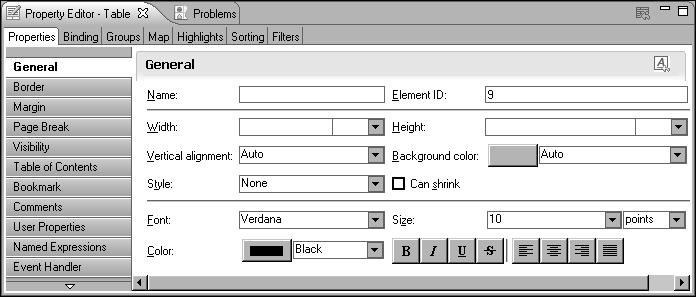 Property Editor - Table Problems
Properties Binding Groups Map Highlights Sorting Filters
General
Border
Margin
Page Break
Visibility
Table of Contents
Bookmark
Comments
User Properties
Named Expressions
Event Handler
General
Name: Element ID: 9
Width: Height:
Vertical alignment: Auto Background color: Auto
Style: None Can shrink
Font: Verdana Size: 10 points
Color: Black B I U S